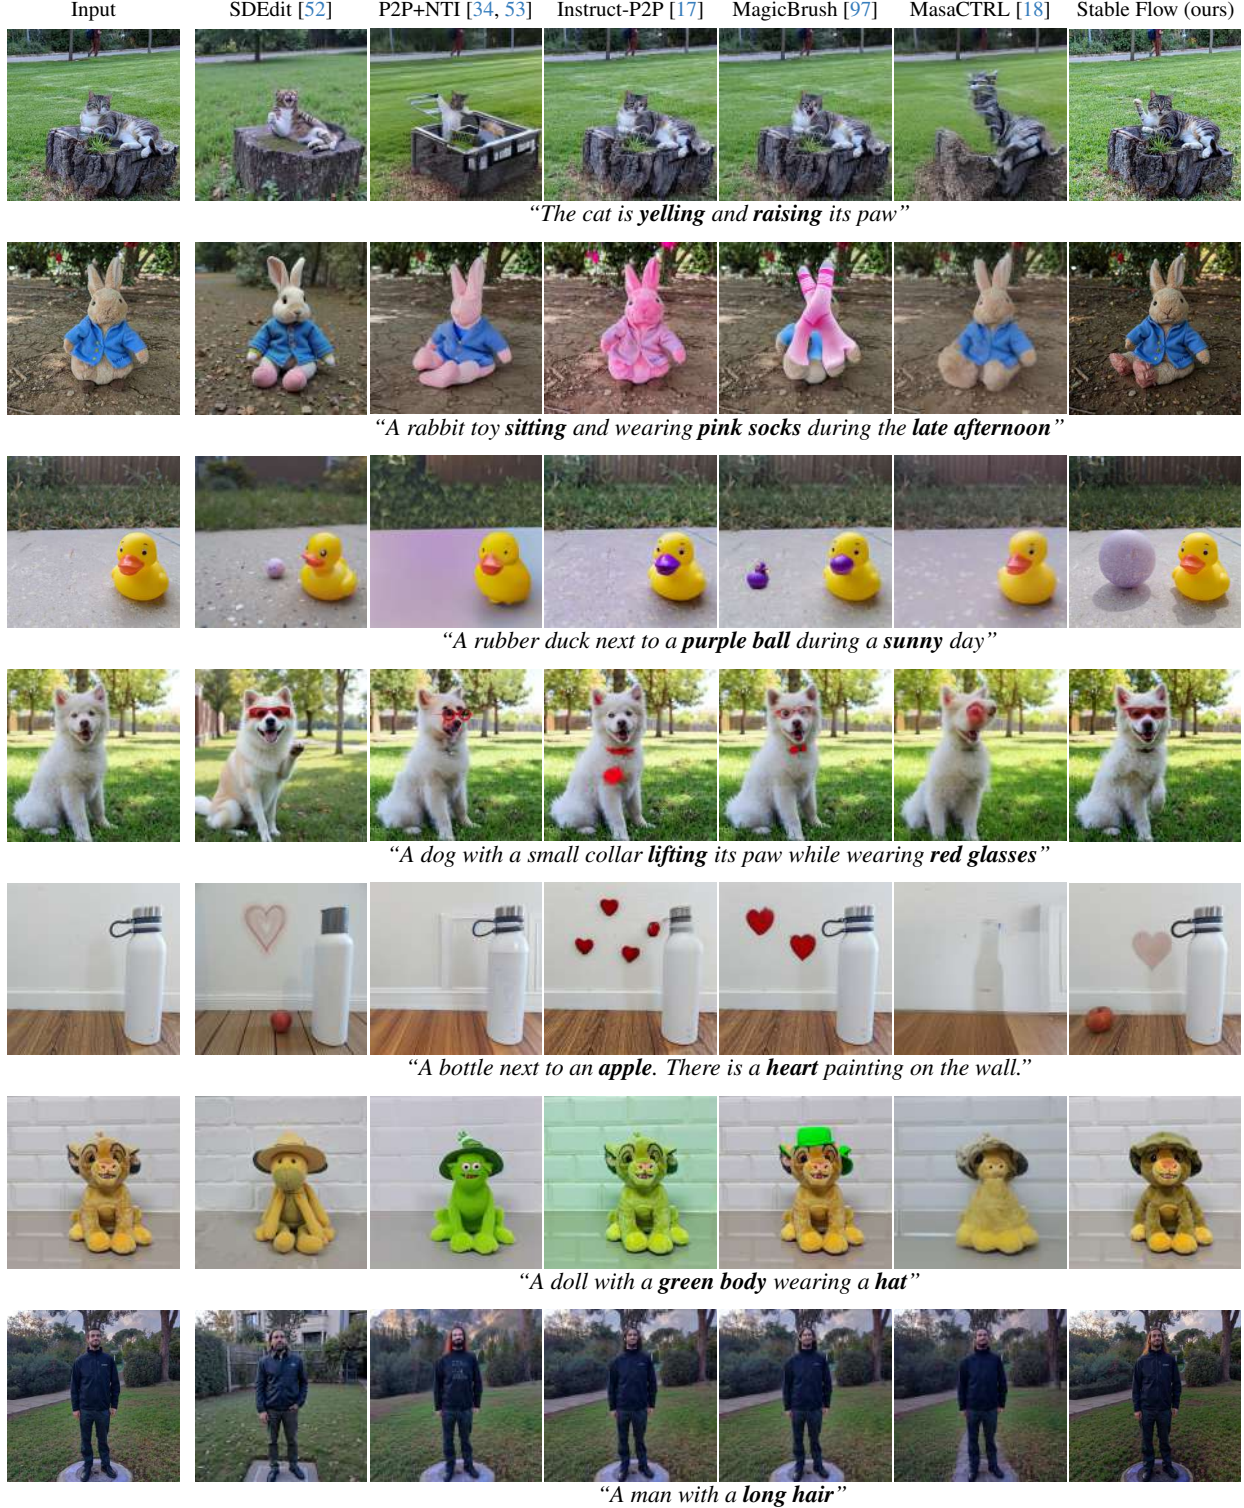 Input SDEdit [52] P2P+NTI [34, 53] Instruct-P2P [17] MagicBrush [97] MasaCTRL [18] Stable Flow (ours)
“The cat is yelling and raising its paw”
“A rabbit toy sitting and wearing pink socks during the late afternoon”
“A rubber duck next to a purple ball during a sunny day”
“A dog with a small collar lifting its paw while wearing red glasses”
“A bottle next to an apple. There is a heart painting on the wall.”
“A doll with a green body wearing a hat”
“A man with a long hair”